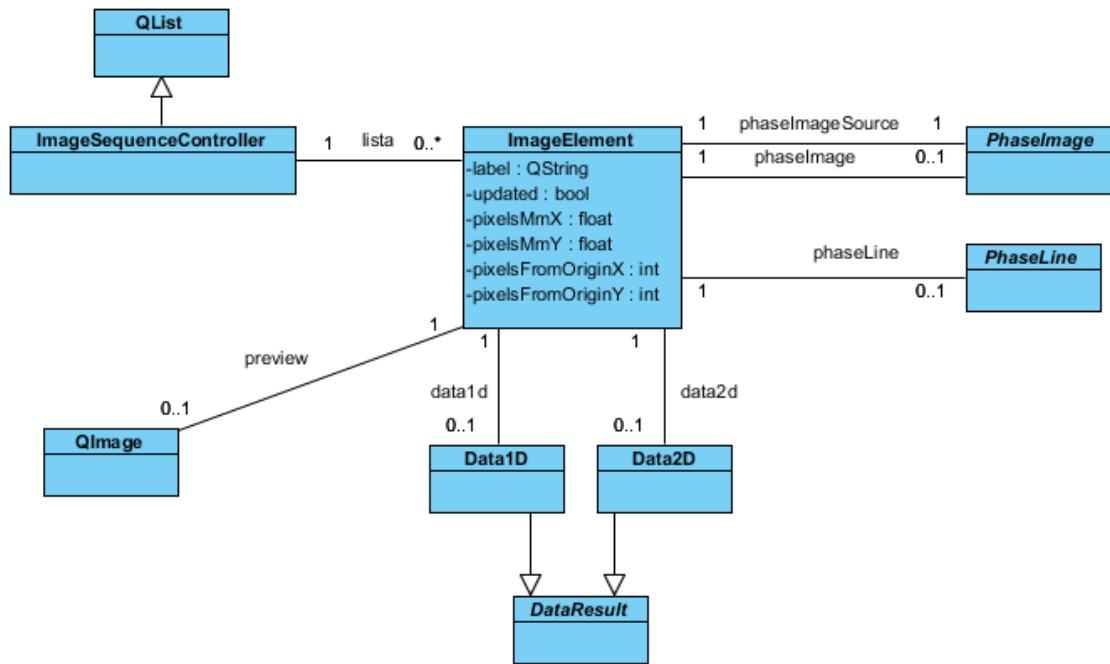 QList
ImageSequenceController
1 lista 0..*
ImageElement
-label : QString
-updated : bool
-pixelsMmX : float
-pixelsMmY : float
-pixelsFromOriginX : int
-pixelsFromOriginY : int
1 phaseImageSource 1
1 phaseImage 0..1
PhaseImage
phaseLine
1 0..1
PhaseLine
1
preview
0..1
QImage
1
data1d
0..1
Data1D
1
data2d
0..1
Data2D
DataResult